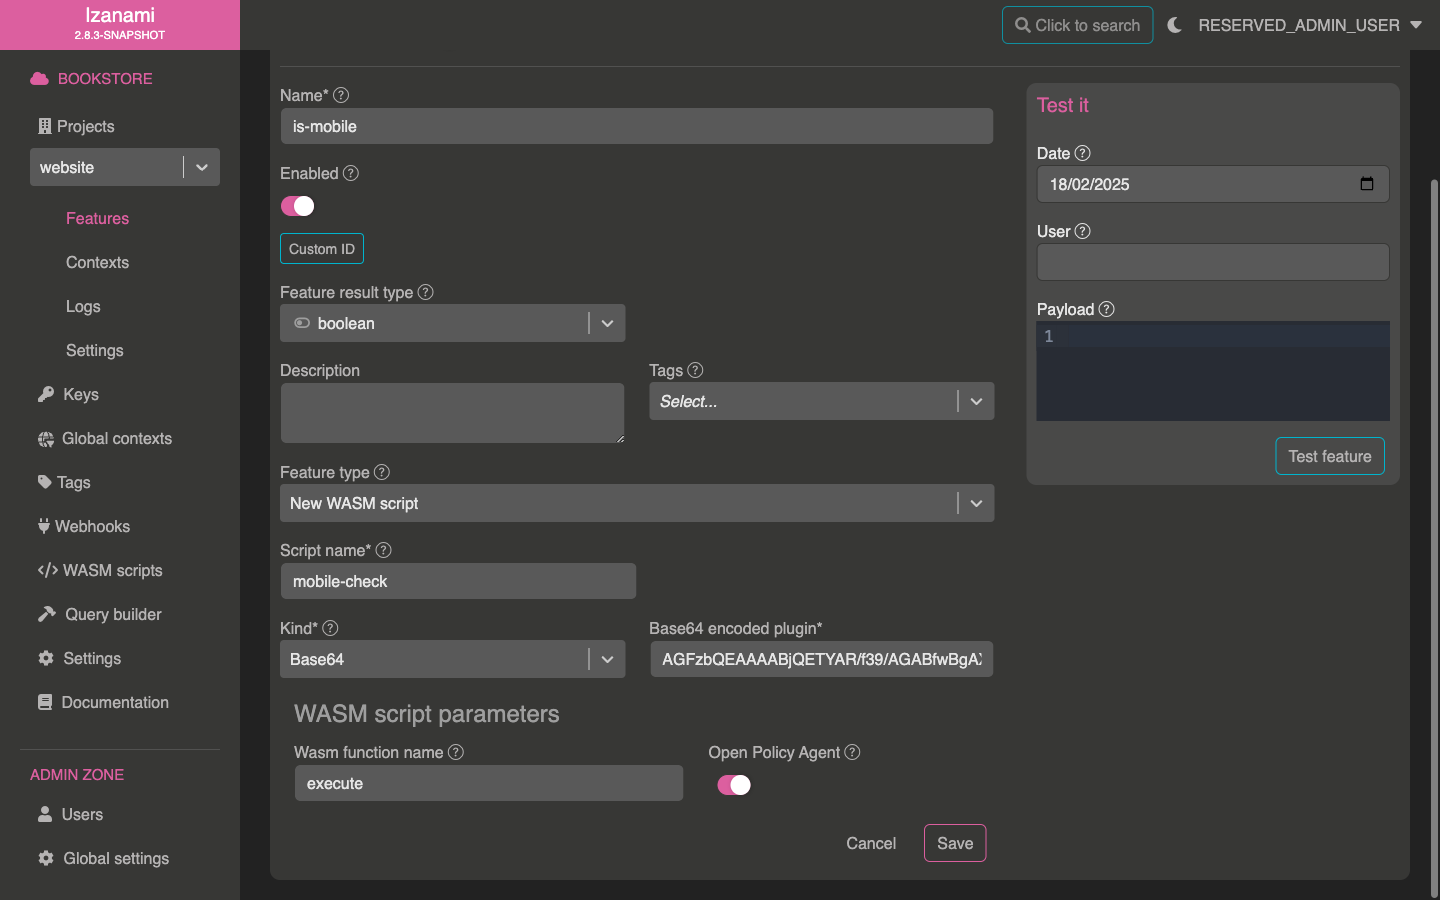 Izanami
2.8.3-SNAPSHOT
Click to search
RESERVED_ADMIN_USER
BOOKSTORE
Projects
website
Features
Contexts
Logs
Settings
Keys
Global contexts
Tags
Webhooks
WASM scripts
Query builder
Settings
Documentation
ADMIN ZONE
Users
Global settings
Name*
is-mobile
Enabled
Custom ID
Feature result type
boolean
Description
Tags
Select...
Feature type
New WASM script
Script name*
mobile-check
Kind*
Base64
Base64 encoded plugin*
AGFzbQEAAAABjQETYAR/f39/AGABfwBgA
WASM script parameters
Wasm function name
execute
Open Policy Agent
Cancel
Save
Test it
Date
18/02/2025
User
Payload
1
Test feature